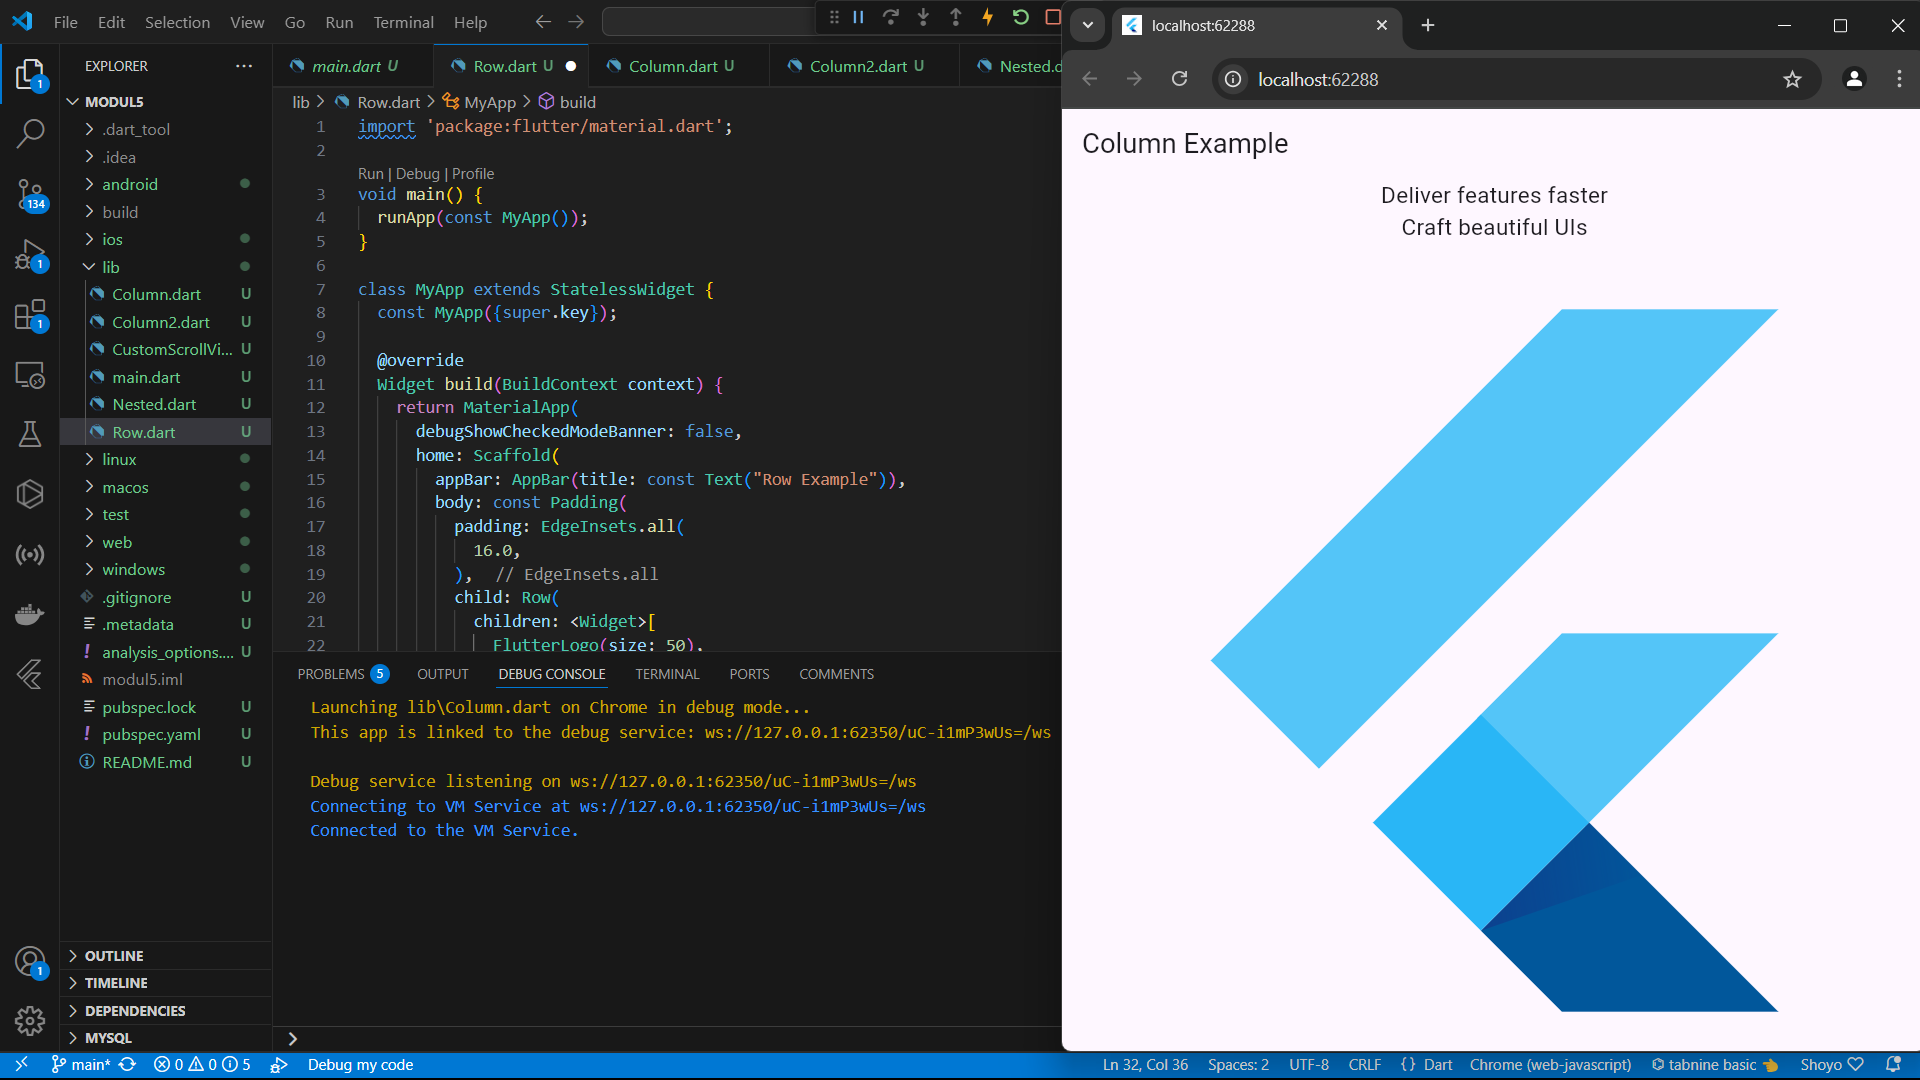 File Edit Selection View Go Run Terminal Help
EXPLORER
MODUL5
.dart_tool
.idea
android
build
ios
lib
Column.dart U
Column2.dart U
CustomScrollVi... U
main.dart U
Nested.dart U
Row.dart U
linux
macos
test
web
windows
.gitignore U
.metadata U
analysis_options.... U
modul5.iml
pubspec.lock U
pubspec.yaml U
README.md U
OUTLINE
TIMELINE
DEPENDENCIES
MYSQL
1
134
1
1
1
main.dart U Row.dart U Column.dart U Column2.dart U Nested.d
lib Row.dart MyApp build
1 import 'package:flutter/material.dart';
2
Run | Debug | Profile
3 void main() {
4 runApp(const MyApp());
5 }
6
7 class MyApp extends StatelessWidget {
8 const MyApp({super.key});
9
10 @override
11 Widget build(BuildContext context) {
12 return MaterialApp(
13 debugShowCheckedModeBanner: false,
14 home: Scaffold(
15 appBar: AppBar(title: const Text("Row Example")),
16 body: const Padding(
17 padding: EdgeInsets.all(
18 16.0,
19 ), // EdgeInsets.all
20 child: Row(
21 children: <Widget>[
22 FlutterLogo(size: 50),
PROBLEMS 5 OUTPUT DEBUG CONSOLE TERMINAL PORTS COMMENTS
Launching lib\Column.dart on Chrome in debug mode...
This app is linked to the debug service: ws://127.0.0.1:62350/uC-i1mP3wUs=/ws
Debug service listening on ws://127.0.0.1:62350/uC-i1mP3wUs=/ws
Connecting to VM Service at ws://127.0.0.1:62350/uC-i1mP3wUs=/ws
Connected to the VM Service.
localhost:62288
localhost:62288
Column Example
Deliver features faster
Craft beautiful UIs
main* 0 0 5 Debug my code Ln 32, Col 36 Spaces: 2 UTF-8 CRLF {} Dart Chrome (web-javascript) tabnine basic Shoyo